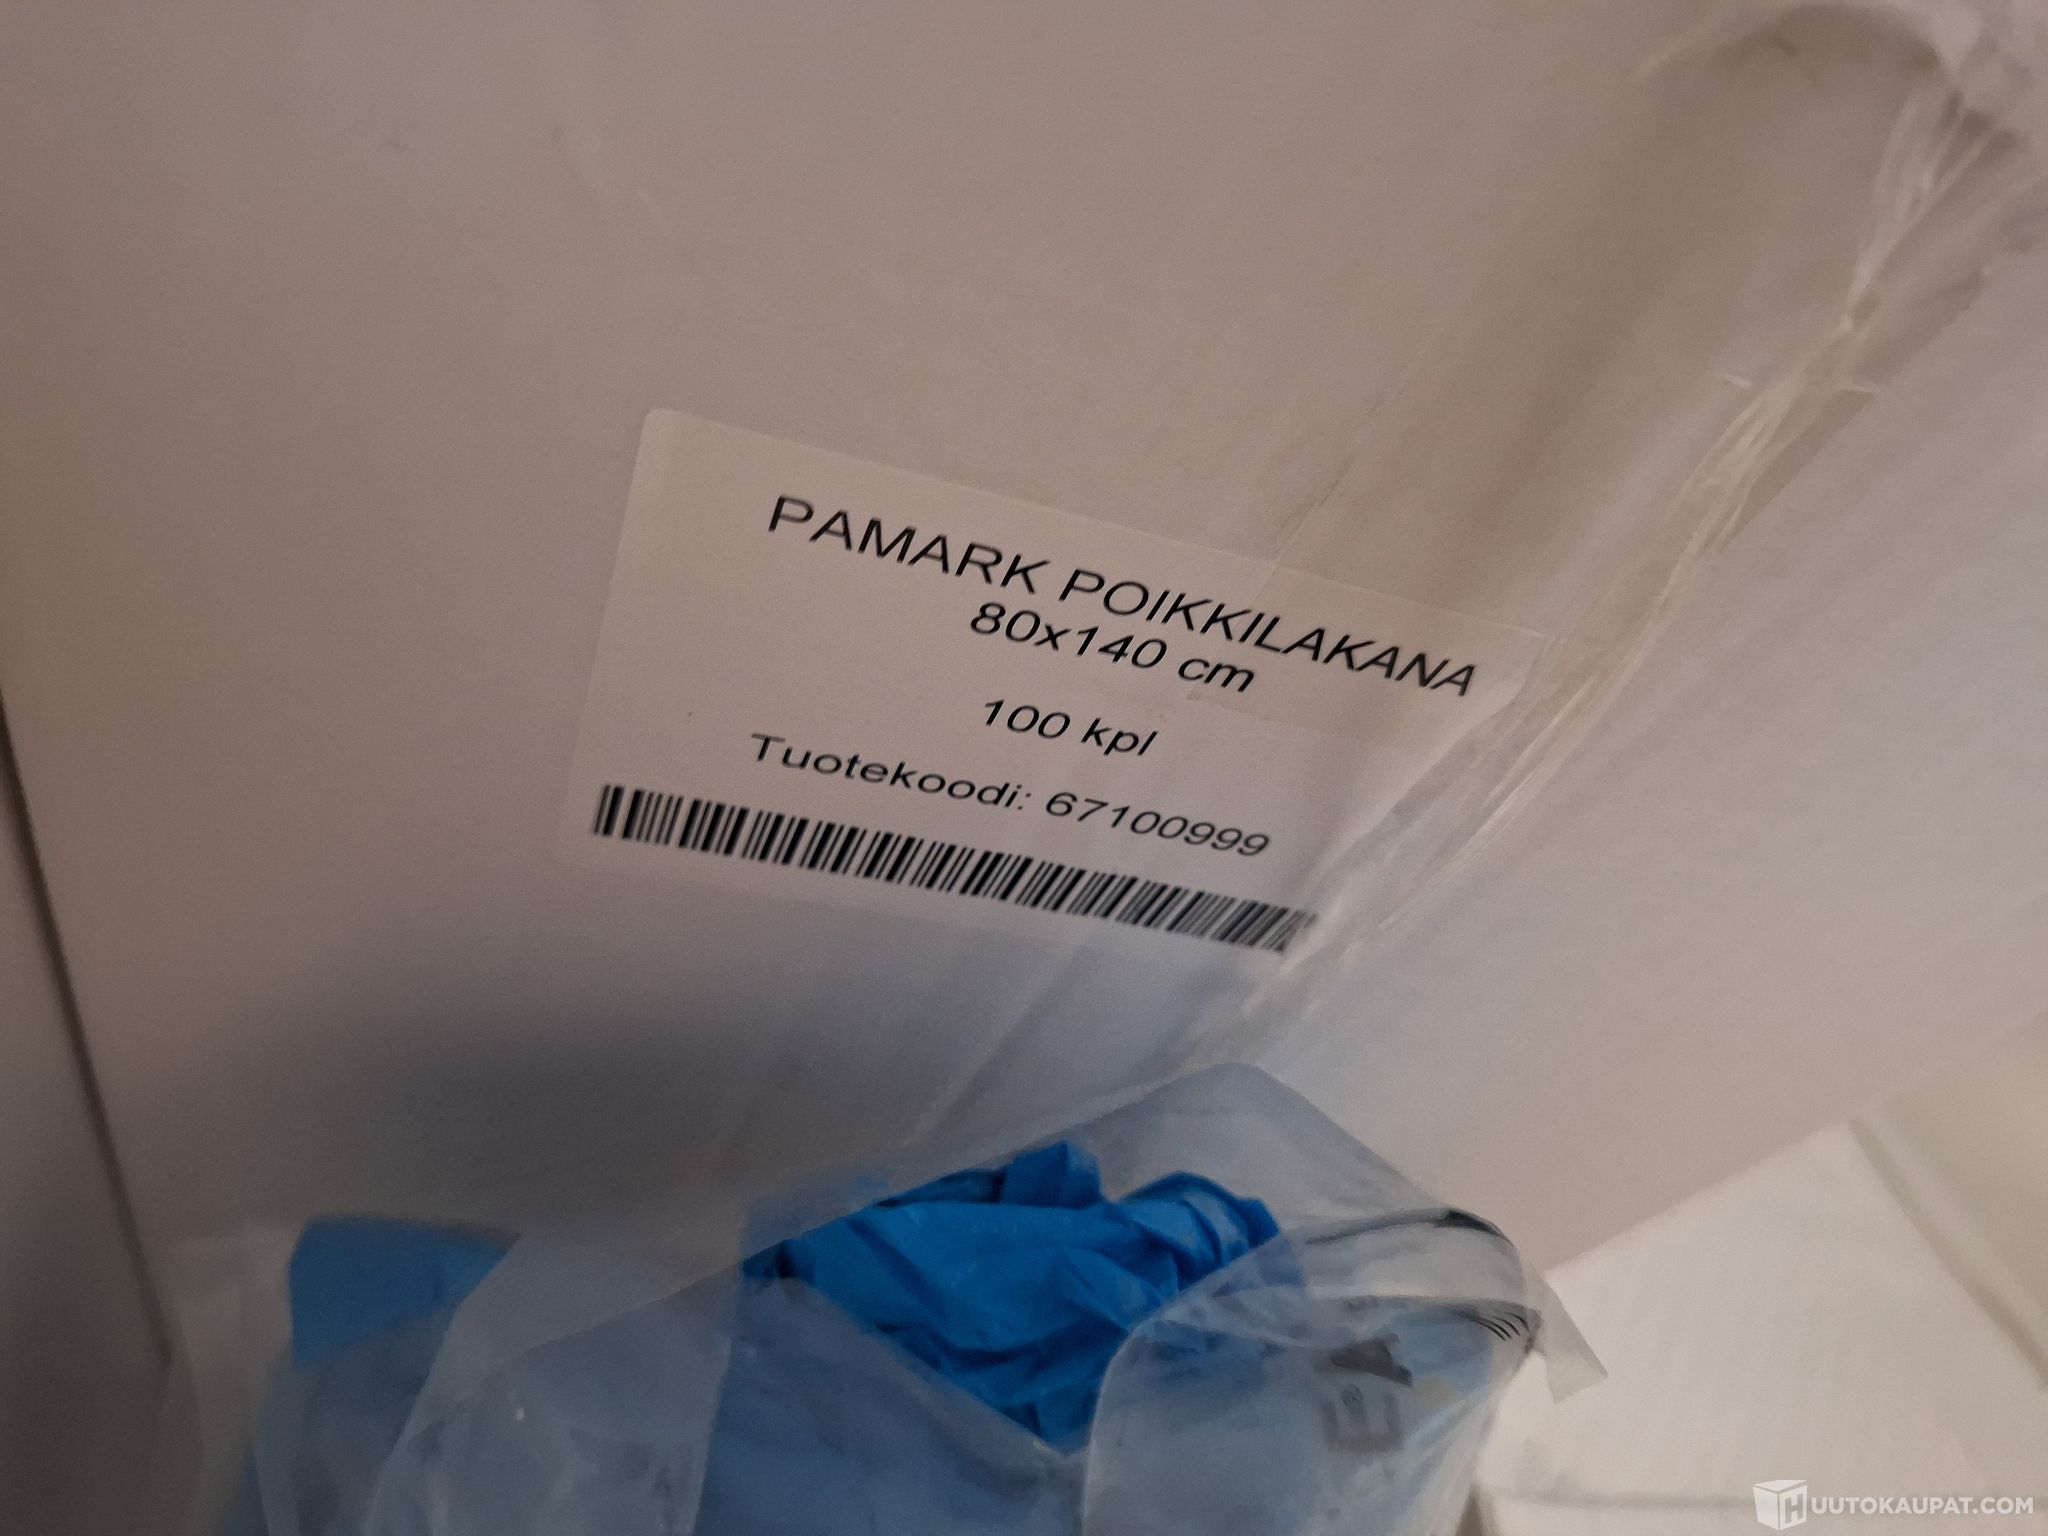 PAMARK POIKKILAKANA
80x140 cm
100 kpl
Tuotekoodi: 67100999
HUUTOKAUPAT.COM